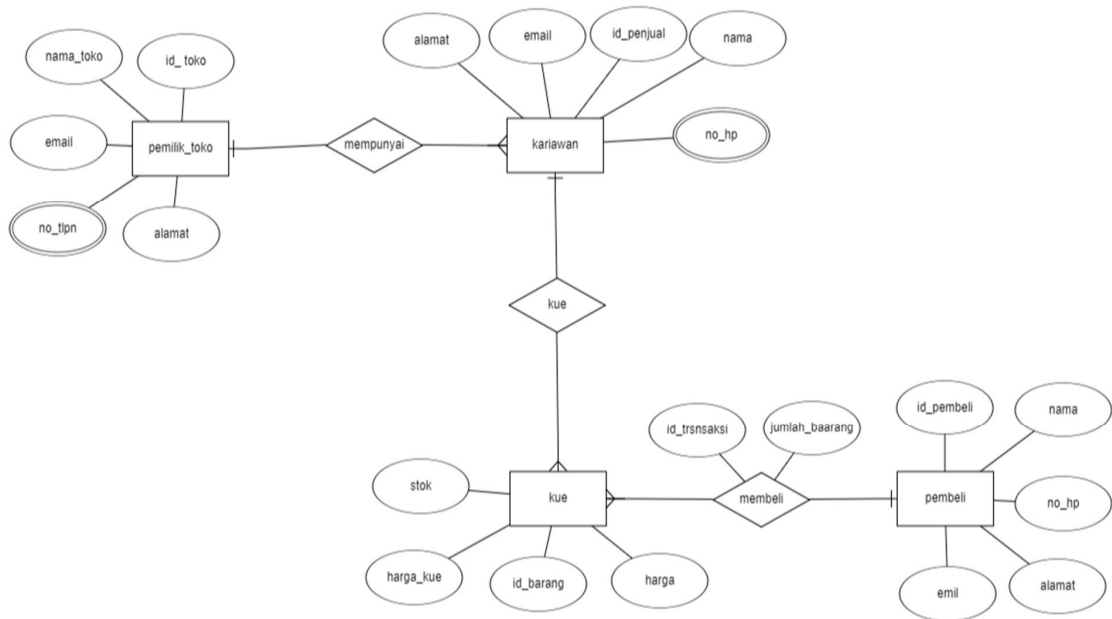 nama_toko
id_ toko
email
pemilik_toko
no_tlpn
alamat
mempunyai
alamat
email
id_penjual
nama
kariawan
no_hp
kue
stok
kue
harga_kue
id_barang
harga
id_trsnsaksi
jumlah_baarang
membeli
id_pembeli
nama
pembeli
no_hp
emil
alamat